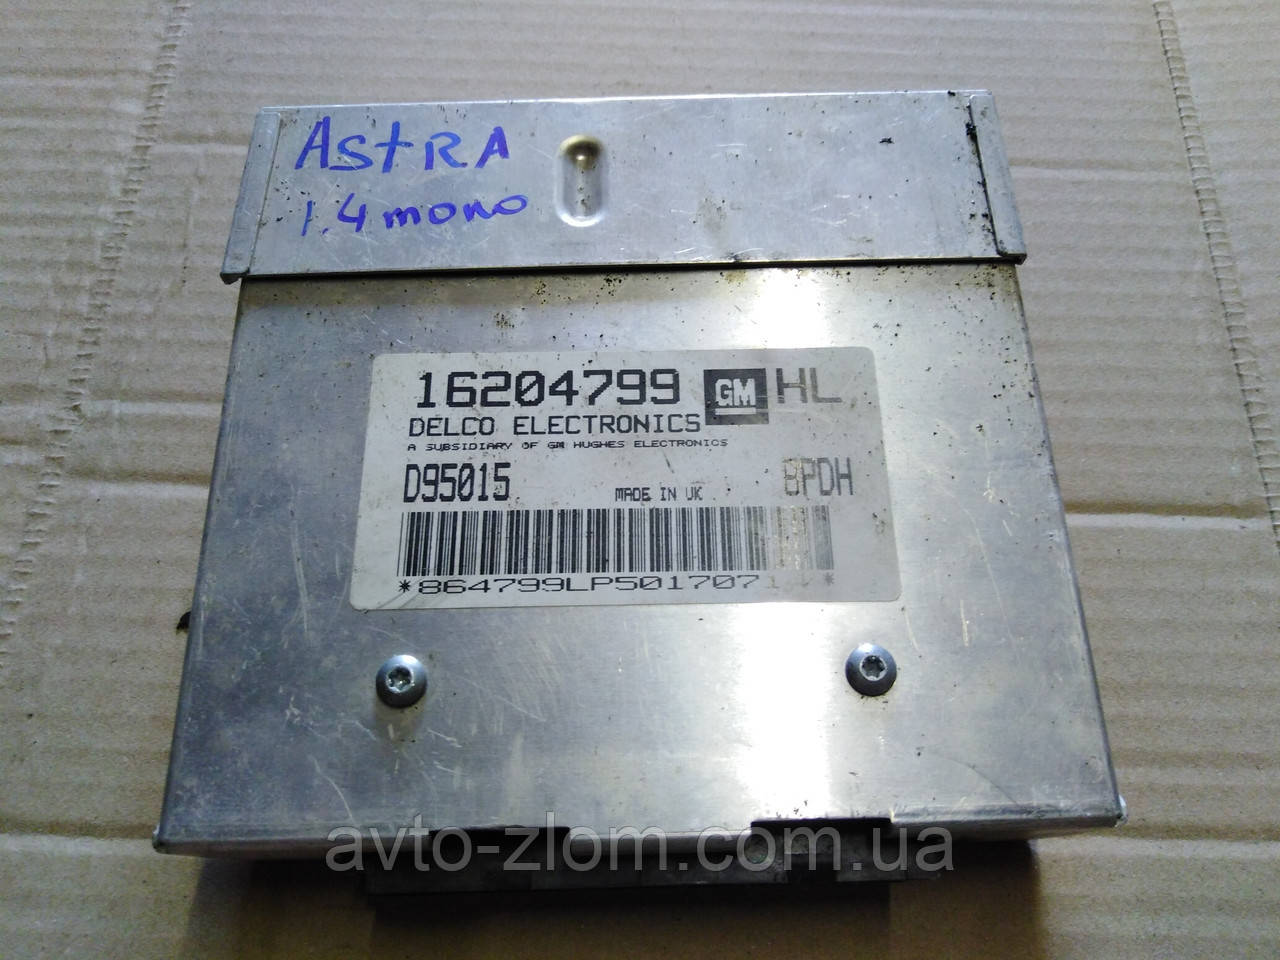 AstRA
1.4 mono
16204799 GM HL
DELCO ELECTRONICS
A SUBSIDIARY OF GM HUGHES ELECTRONICS
D95015 MADE IN UK BPDH
*864799LP5017071
avto-zlom.com.ua